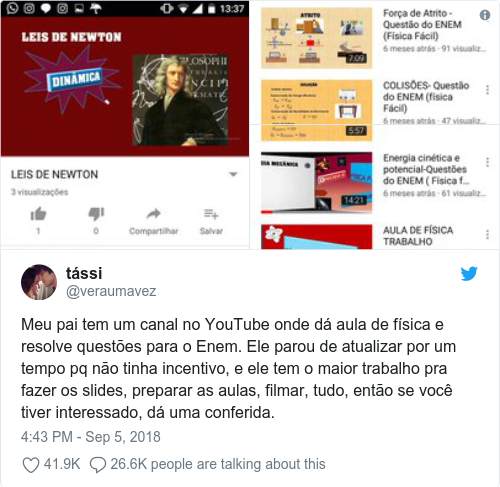 13:37
LEIS DE NEWTON
DINÂMICA
PHILOSOPHI
LEIS DE NEWTON
3 visualizações
1
0
Compartilhar
Salvar
ATRITO
7:09
Força de Atrito -
Questão do ENEM
(Física Fácil)
6 meses atrás · 91 visualiz...
5:57
COLISÕES- Questão
do ENEM (física
Fácil)
6 meses atrás · 47 visualiz...
IA MECÂNICA
14:21
Energia cinética e
potencial-Questões
do ENEM ( Física f...
6 meses atrás · 61 visualiz...
AULA DE FÍSICA
TRABALHO
tássi
@veraumavez
Meu pai tem um canal no YouTube onde dá aula de física e
resolve questões para o Enem. Ele parou de atualizar por um
tempo pq não tinha incentivo, e ele tem o maior trabalho pra
fazer os slides, preparar as aulas, filmar, tudo, então se você
tiver interessado, dá uma conferida.
4:43 PM - Sep 5, 2018
41.9K
26.6K people are talking about this